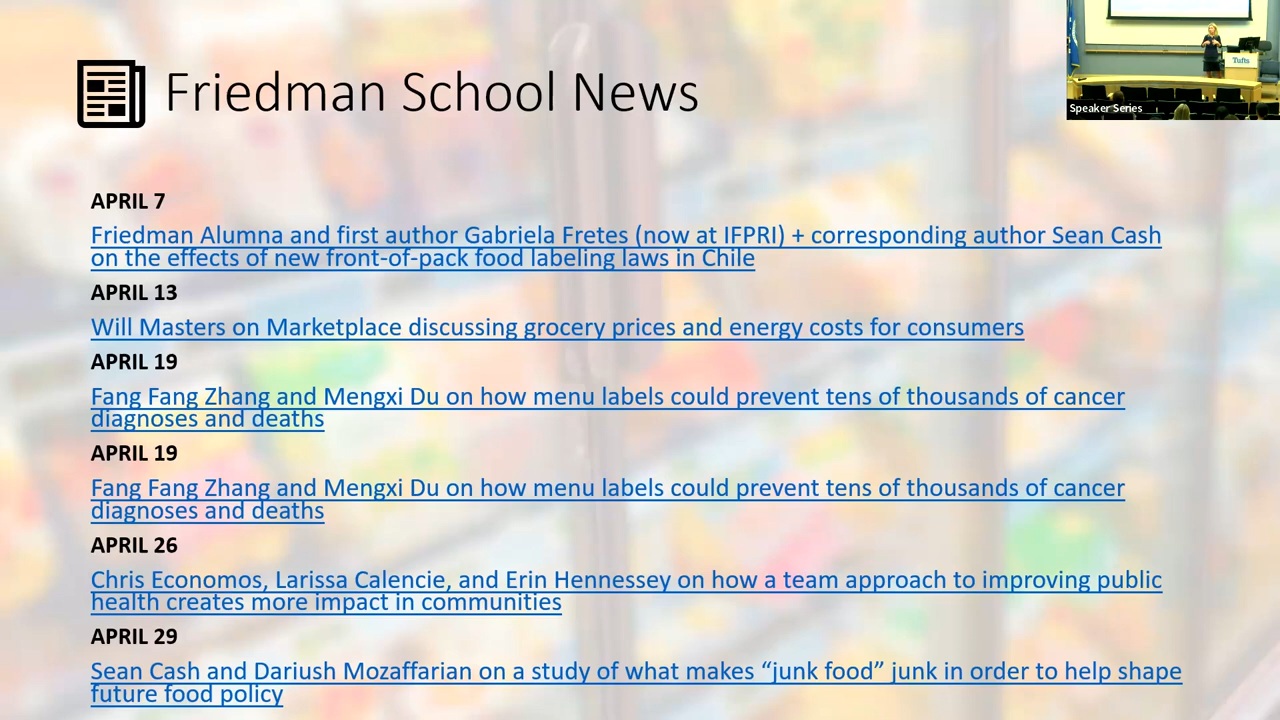 Friedman School News
Tufts
Speaker Series
APRIL 7
Friedman Alumna and first author Gabriela Fretes (now at IFPRI) + corresponding author Sean Cash
on the effects of new front-of-pack food labeling laws in Chile
APRIL 13
Will Masters on Marketplace discussing grocery prices and energy costs for consumers
APRIL 19
Fang Fang Zhang and Mengxi Du on how menu labels could prevent tens of thousands of cancer
diagnoses and deaths
APRIL 19
Fang Fang Zhang and Mengxi Du on how menu labels could prevent tens of thousands of cancer
diagnoses and deaths
APRIL 26
Chris Economos, Larissa Calencie, and Erin Hennessey on how a team approach to improving public
health creates more impact in communities
APRIL 29
Sean Cash and Dariush Mozaffarian on a study of what makes “junk food” junk in order to help shape
future food policy